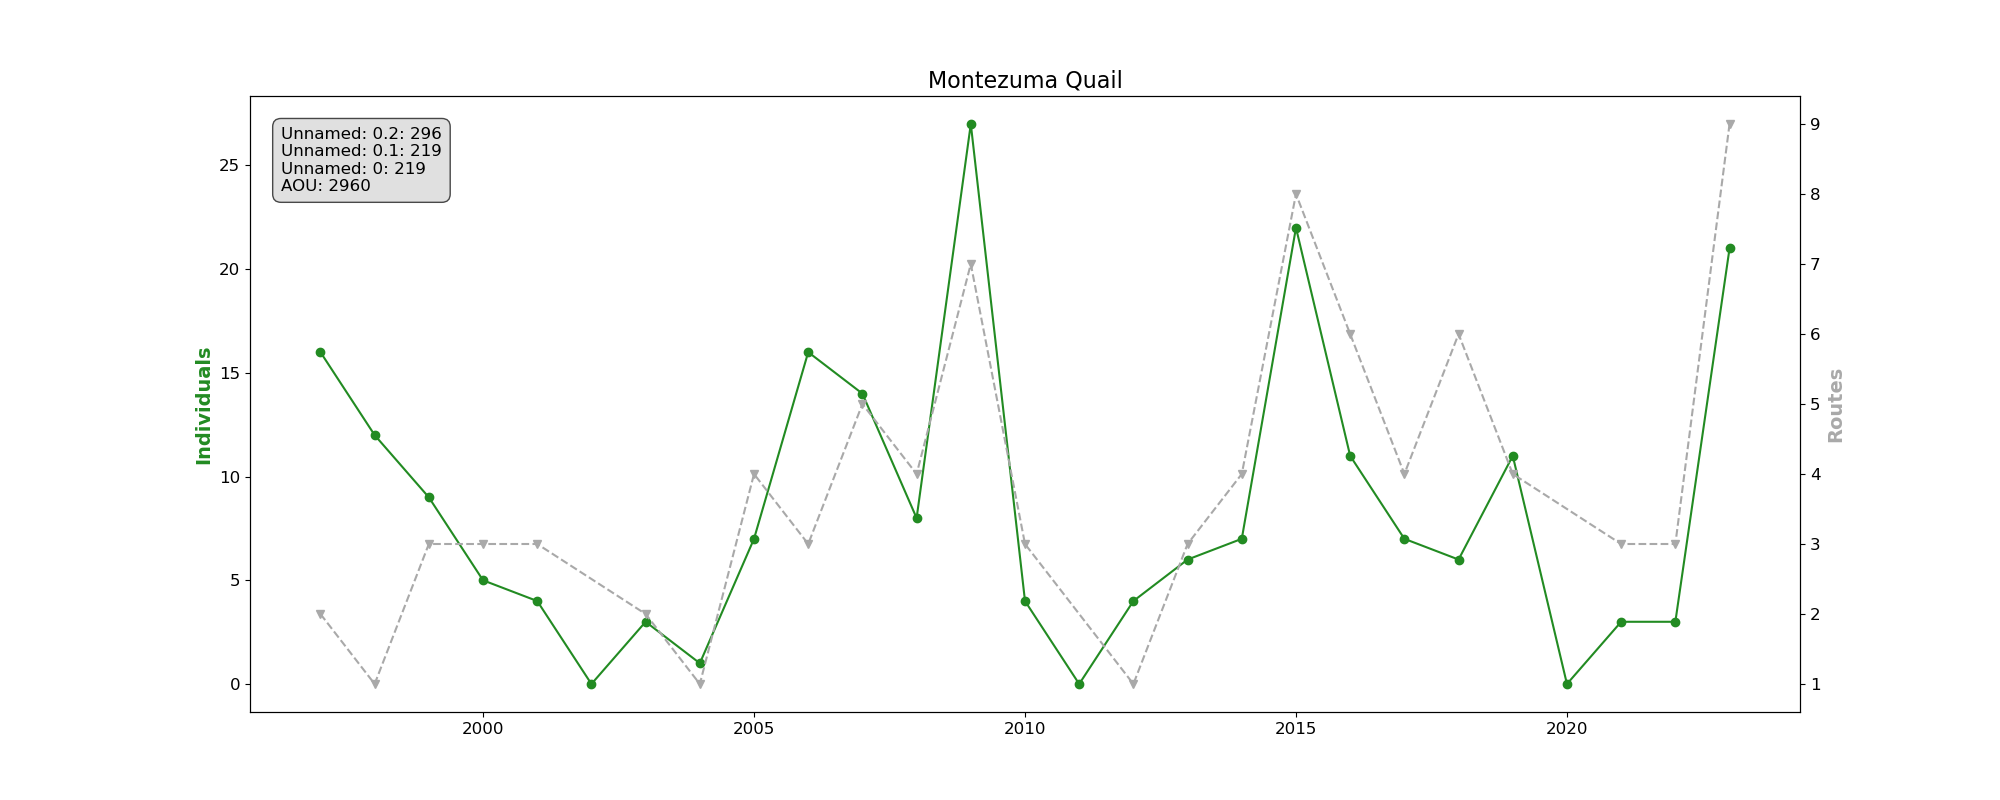 Montezuma Quail
Unnamed: 0.2: 296
Unnamed: 0.1: 219
Unnamed: 0: 219
AOU: 2960
Individuals
25
20
15
10
5
0
Routes
9
8
7
6
5
4
3
2
1
2000 2005 2010 2015 2020